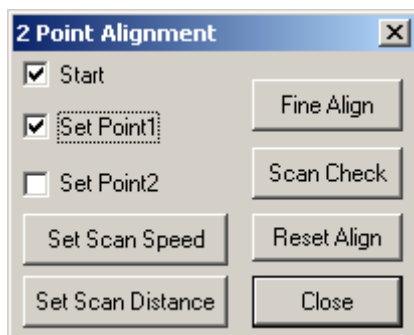 2 Point Alignment
Start
Set Point1
Set Point2
Fine Align
Scan Check
Set Scan Speed
Reset Align
Set Scan Distance
Close